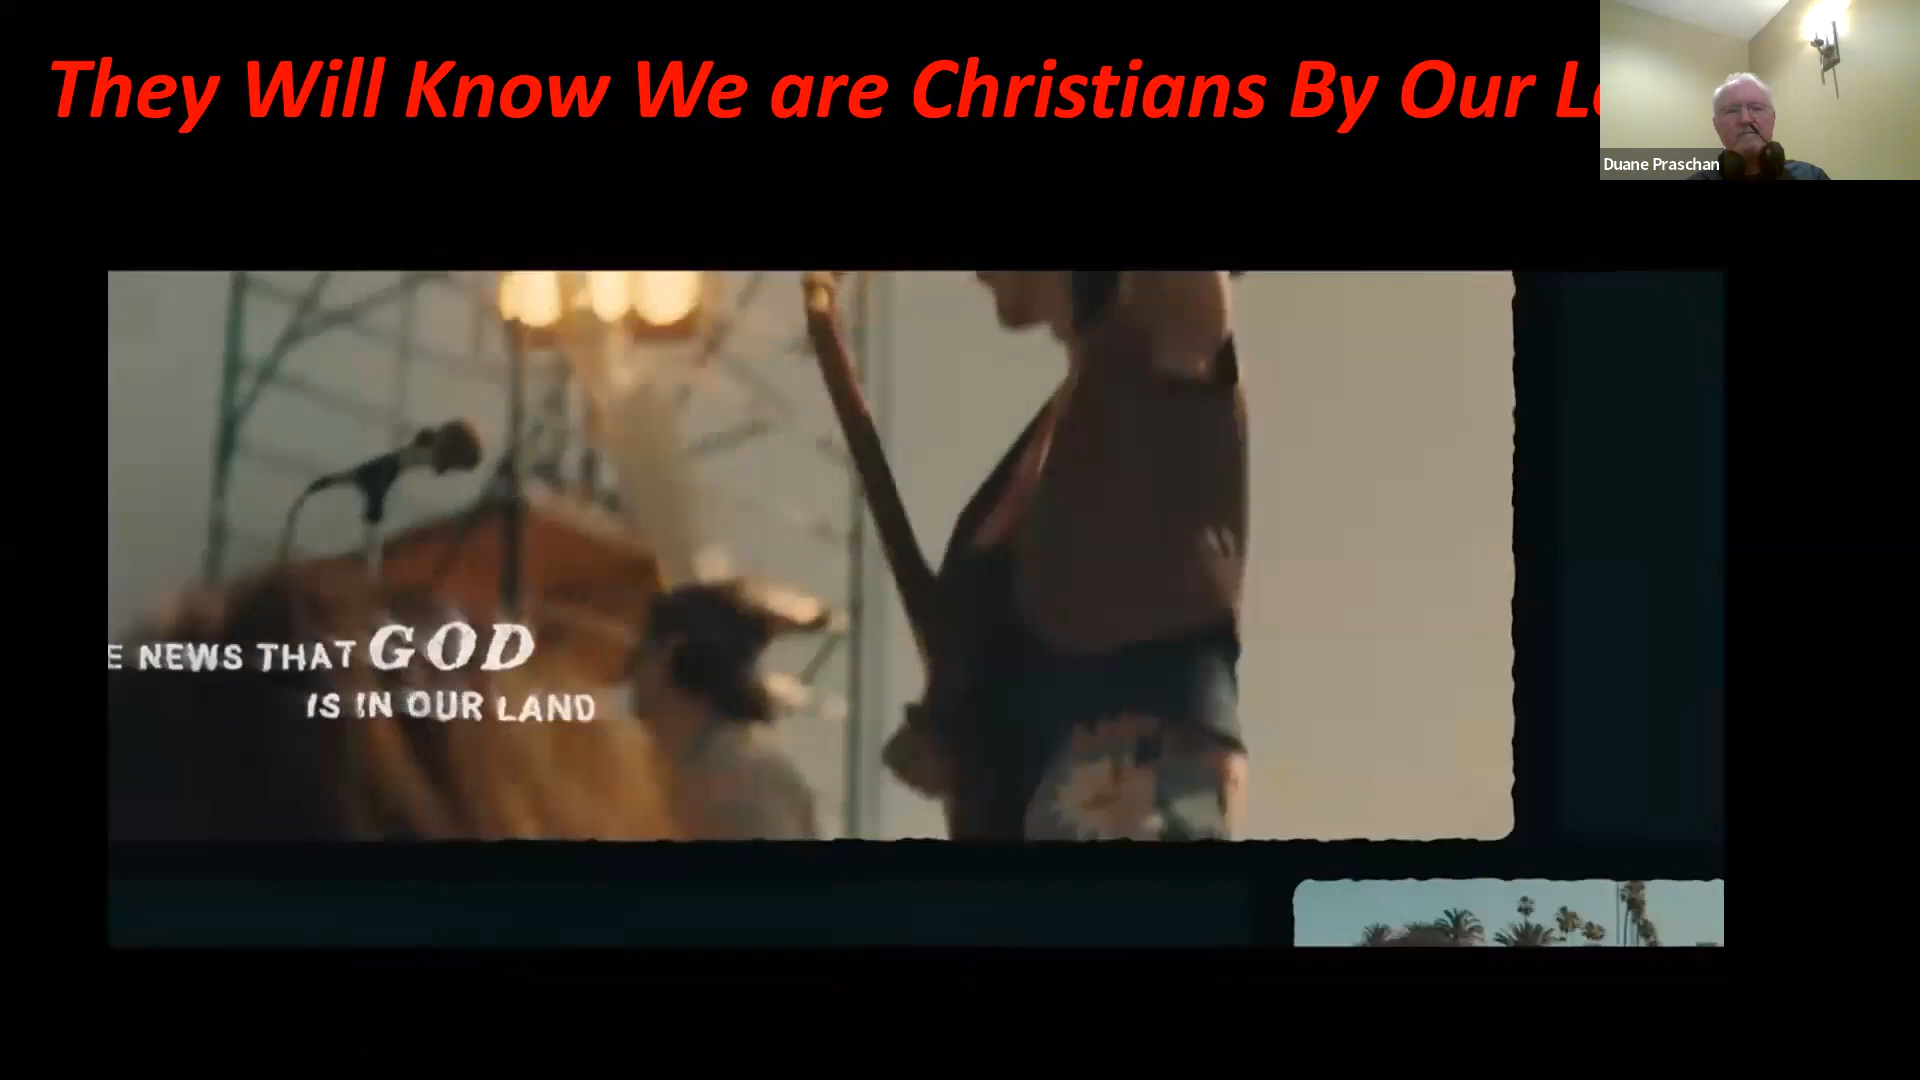 They Will Know We are Christians By Our
Duane Praschan
NEWS THAT GOD
IS IN OUR LAND